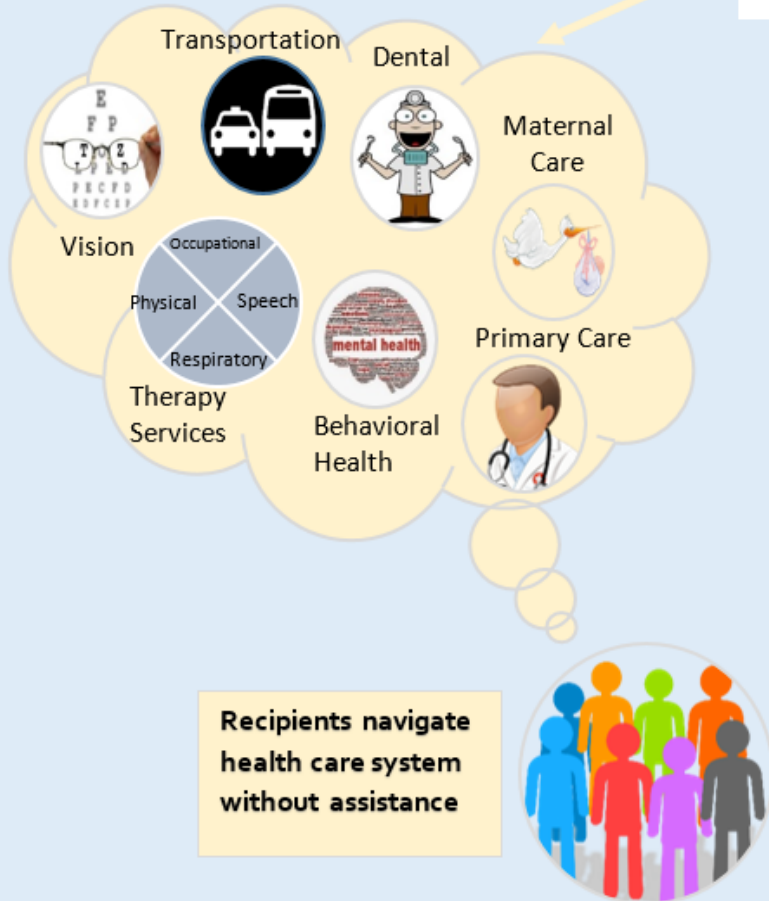 Transportation
Dental
Maternal
Care
E
F P
T O Z
Vision
Occupational
Physical
Speech
Respiratory
Therapy
Services
mental health
Behavioral
Health
Primary Care
Recipients navigate
health care system
without assistance